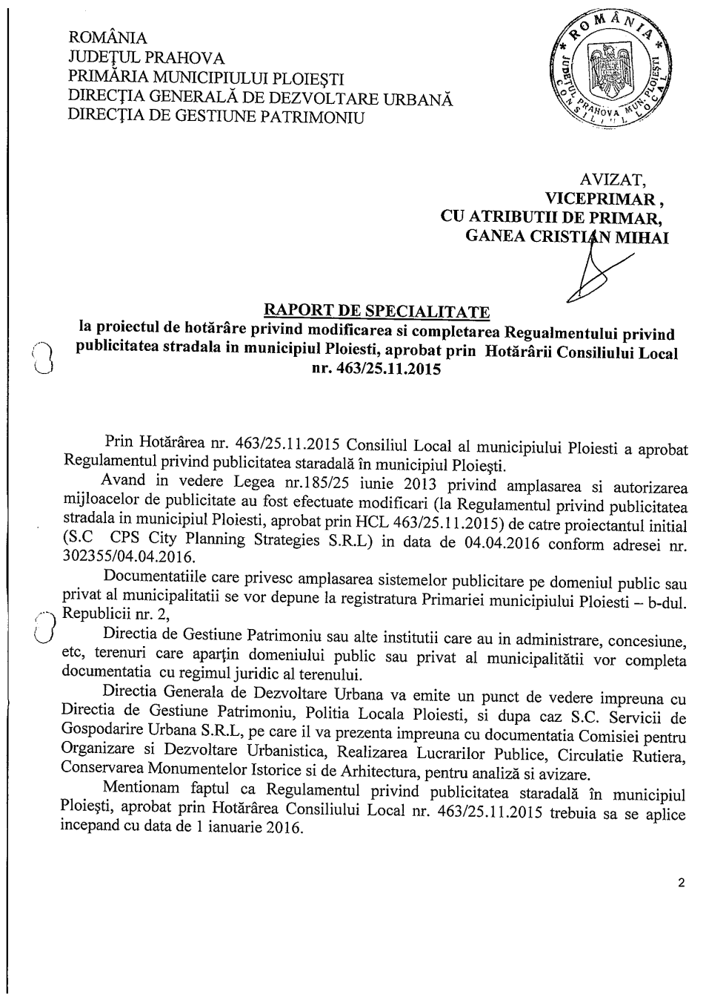 ROMÂNIA
JUDEŢUL PRAHOVA
PRIMĂRIA MUNICIPIULUI PLOIEŞTI
DIRECŢIA GENERALĂ DE DEZVOLTARE URBANĂ
DIRECŢIA DE GESTIUNE PATRIMONIU
* ROMÂNIA *
JUDEŢUL PRAHOVA MUN. PLOIEŞTI
CONSILIUL LOCAL
AVIZAT,
VICEPRIMAR ,
CU ATRIBUTII DE PRIMAR,
GANEA CRISTIAN MIHAI
RAPORT DE SPECIALITATE
la proiectul de hotărâre privind modificarea si completarea Regualmentului privind
publicitatea stradala in municipiul Ploiesti, aprobat prin Hotărârii Consiliului Local
nr. 463/25.11.2015
Prin Hotărârea nr. 463/25.11.2015 Consiliul Local al municipiului Ploiesti a aprobat
Regulamentul privind publicitatea staradală în municipiul Ploieşti.
Avand in vedere Legea nr.185/25 iunie 2013 privind amplasarea si autorizarea
mijloacelor de publicitate au fost efectuate modificari (la Regulamentul privind publicitatea
stradala in municipiul Ploiesti, aprobat prin HCL 463/25.11.2015) de catre proiectantul initial
(S.C CPS City Planning Strategies S.R.L) in data de 04.04.2016 conform adresei nr.
302355/04.04.2016.
Documentatiile care privesc amplasarea sistemelor publicitare pe domeniul public sau
privat al municipalitatii se vor depune la registratura Primariei municipiului Ploiesti – b-dul.
Republicii nr. 2,
Directia de Gestiune Patrimoniu sau alte institutii care au in administrare, concesiune,
etc, terenuri care aparţin domeniului public sau privat al municipalitătii vor completa
documentatia cu regimul juridic al terenului.
Directia Generala de Dezvoltare Urbana va emite un punct de vedere impreuna cu
Directia de Gestiune Patrimoniu, Politia Locala Ploiesti, si dupa caz S.C. Servicii de
Gospodarire Urbana S.R.L, pe care il va prezenta impreuna cu documentatia Comisiei pentru
Organizare si Dezvoltare Urbanistica, Realizarea Lucrarilor Publice, Circulatie Rutiera,
Conservarea Monumentelor Istorice si de Arhitectura, pentru analiză si avizare.
Mentionam faptul ca Regulamentul privind publicitatea staradală în municipiul
Ploieşti, aprobat prin Hotărârea Consiliului Local nr. 463/25.11.2015 trebuia sa se aplice
incepand cu data de 1 ianuarie 2016.
2